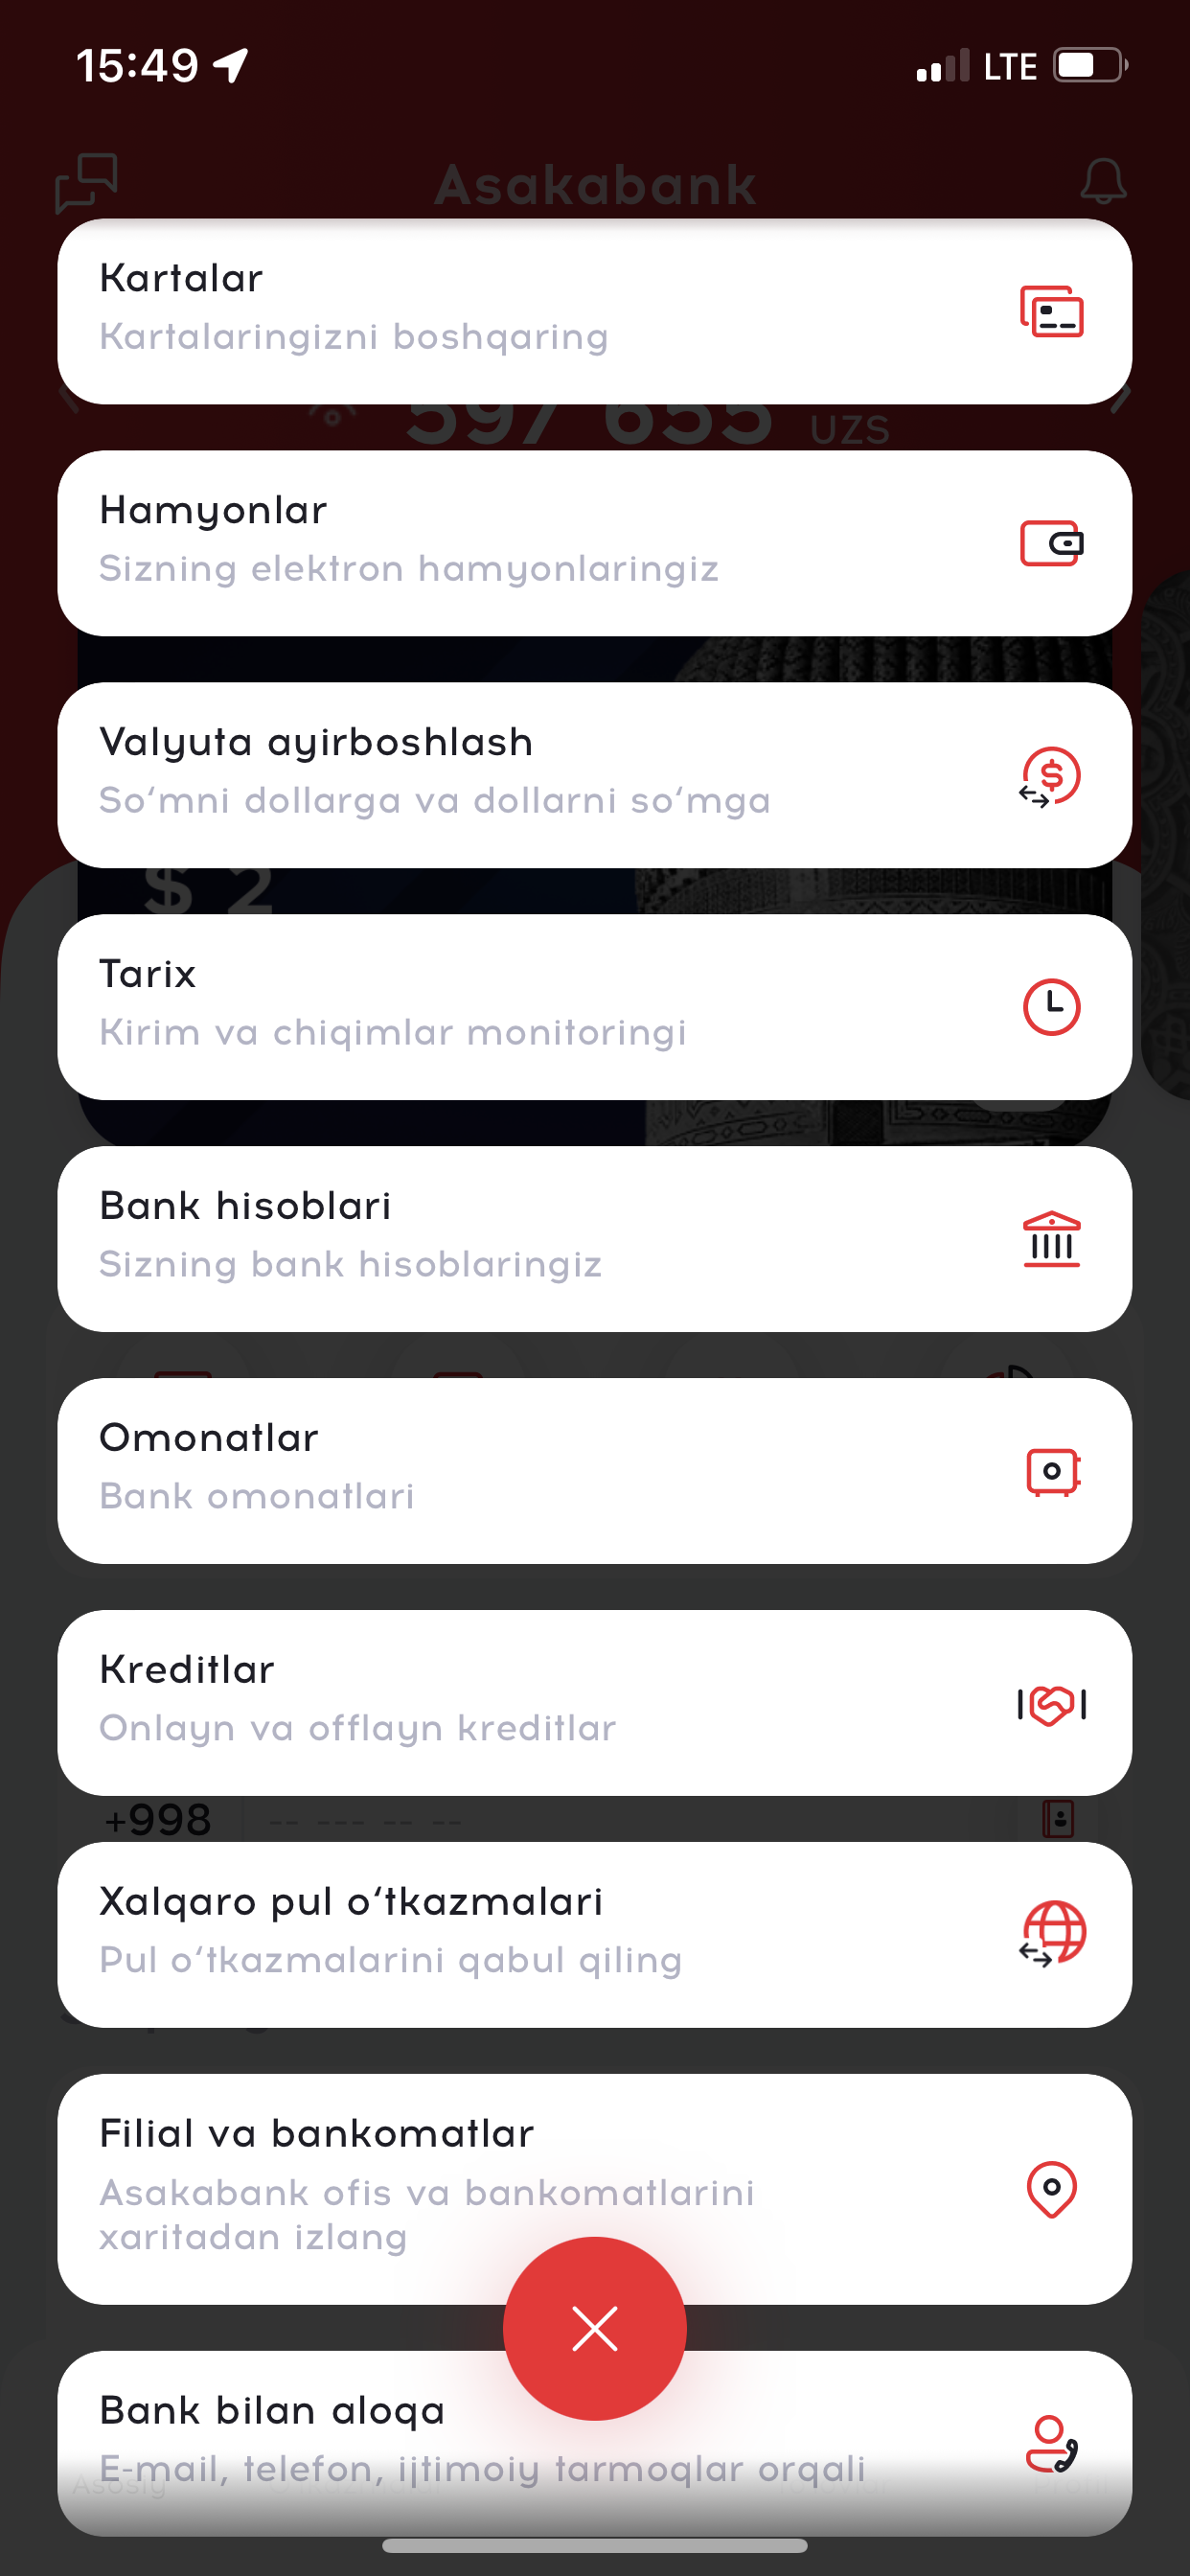 15:49
LTE
Asakabank
Kartalar
Kartalaringizni boshqaring
597 655 UZS
Hamyonlar
Sizning elektron hamyonlaringiz
Valyuta ayirboshlash
So‘mni dollarga va dollarni so‘mga
$ 2
Tarix
Kirim va chiqimlar monitoringi
Bank hisoblari
Sizning bank hisoblaringiz
Omonatlar
Bank omonatlari
Kreditlar
Onlayn va offlayn kreditlar
+998 -- --- -- --
Xalqaro pul o‘tkazmalari
Pul o‘tkazmalarini qabul qiling
Filial va bankomatlar
Asakabank ofis va bankomatlarini
xaritadan izlang
Bank bilan aloqa
E-mail, telefon, ijtimoiy tarmoqlar orqali
Asosiy